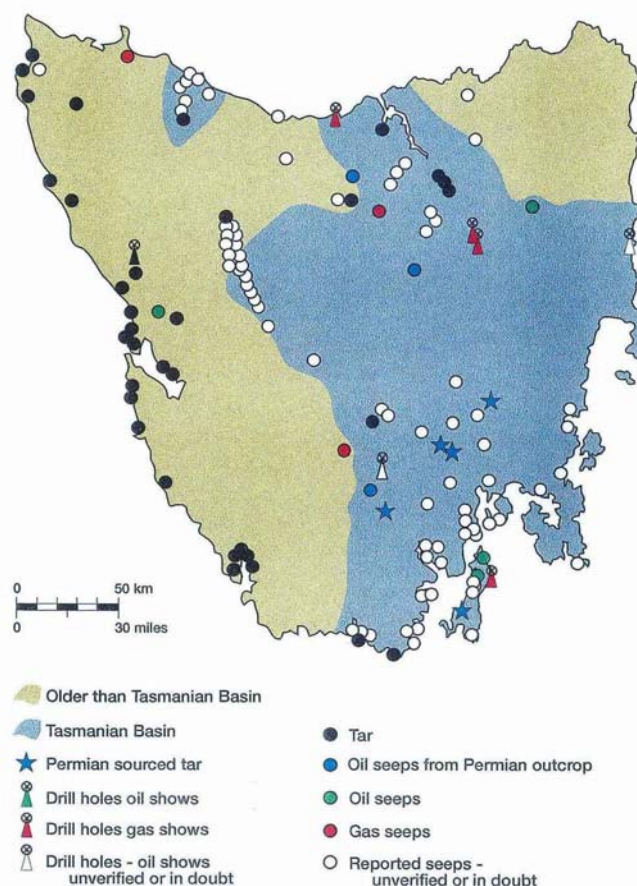 0 50 km
0 30 miles
Older than Tasmanian Basin
Tasmanian Basin
Permian sourced tar
Drill holes oil shows
Drill holes gas shows
Drill holes - oil shows
unverified or in doubt
Tar
Oil seeps from Permian outcrop
Oil seeps
Gas seeps
Reported seeps -
unverified or in doubt